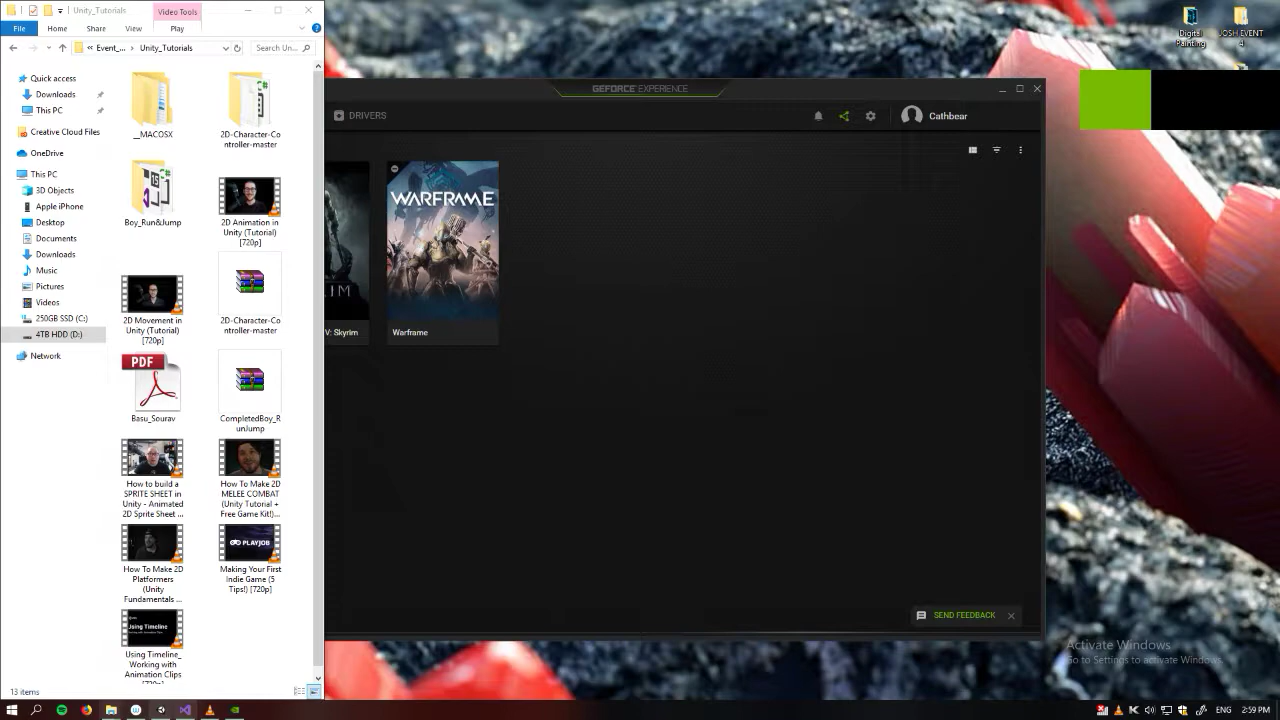 Unity_Tutorials
Video Tools
File
Home
Share
View
Play
« Event_...
Unity_Tutorials
Search Un...
Quick access
Downloads
This PC
Creative Cloud Files
OneDrive
This PC
3D Objects
Apple iPhone
Desktop
Documents
Downloads
Music
Pictures
Videos
250GB SSD (C:)
4TB HDD (D:)
Network
__MACOSX
2D-Character-Co
ntroller-master
Boy_Run&Jump
2D Animation in
Unity (Tutorial)
[720p]
2D Movement in
Unity (Tutorial)
[720p]
2D-Character-Co
ntroller-master
PDF
Basu_Sourav
CompletedBoy_R
unJump
How to build a
SPRITE SHEET in
Unity - Animated
2D Sprite Sheet ...
How To Make 2D
MELEE COMBAT
(Unity Tutorial +
Free Game Kit!)...
How To Make 2D
Platformers
(Unity
Fundamentals ...
PLAYJOB
Making Your First
Indie Game (5
Tips!) [720p]
Using Timeline
Using Timeline_
Working with
Animation Clips
13 items
GEFORCE EXPERIENCE
DRIVERS
Cathbear
WARFRAME
V: Skyrim
Warframe
SEND FEEDBACK
Digital
Painting
JOSH EVENT
4
Activate Windows
Go to Settings to activate Windows.
ENG
2:59 PM